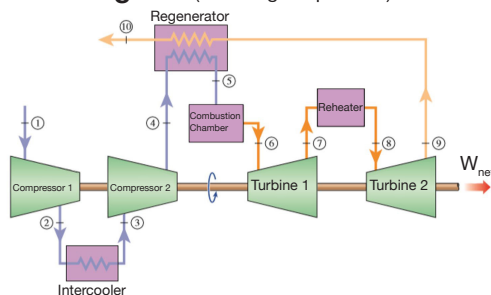 Regenerator
10
5
Combustion
Chamber
Reheater
1
4
6
7
8
9
Compressor 1
Compressor 2
Turbine 1
Turbine 2
W
ne
2
3
Intercooler